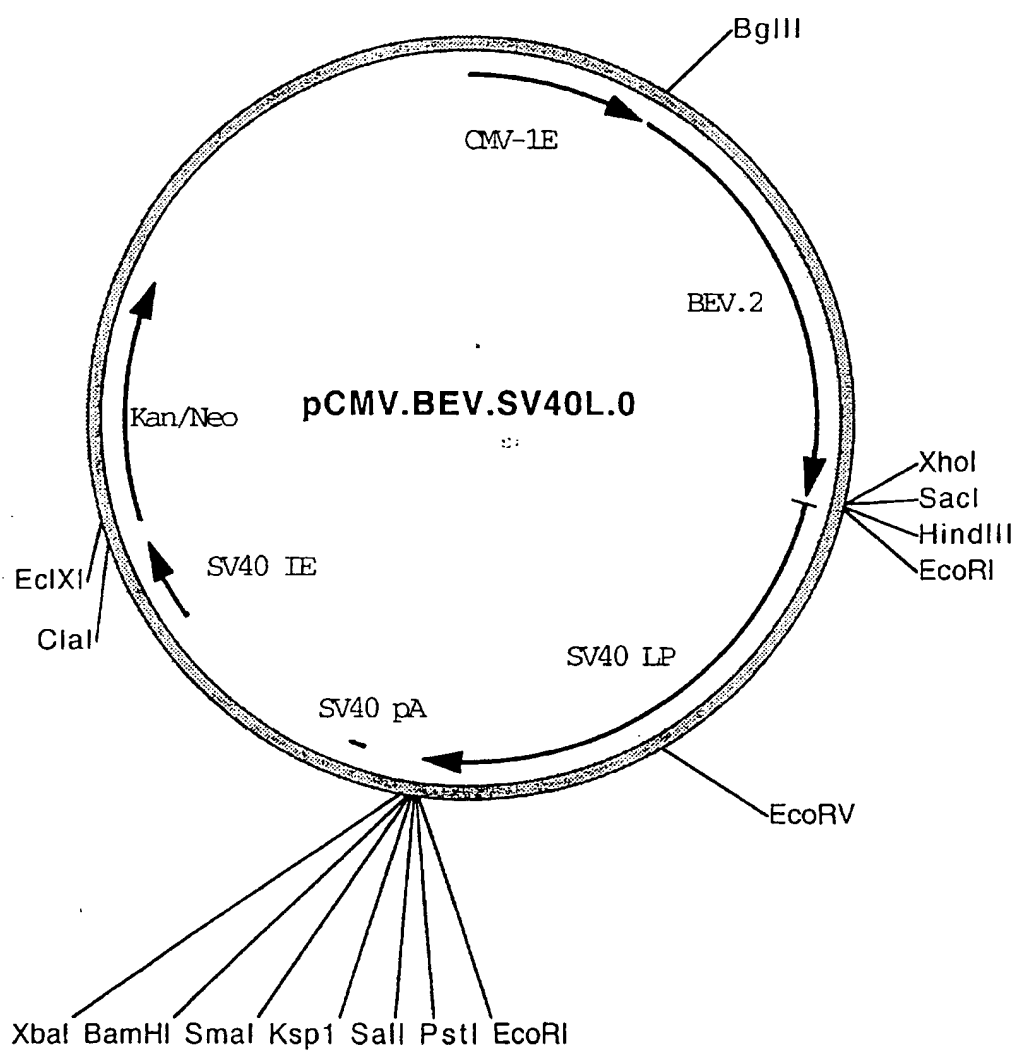 BglII
CMV-1E
BEV.2
pCMV.BEV.SV40L.0
Kan/Neo
XhoI
SacI
HindIII
EcoRI
SV40 IE
EclXI
ClaI
SV40 LP
SV40 pA
EcoRV
XbaI BamHI SmaI Ksp1 SalI PstI EcoRI